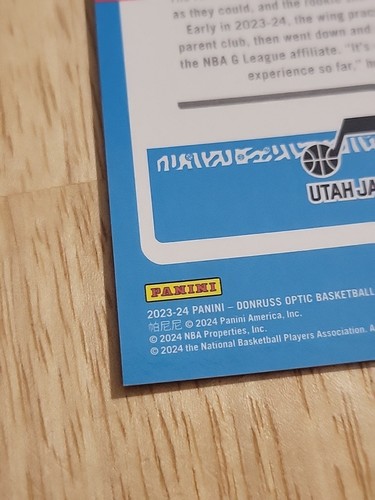 as they could, and the rookie
Early in 2023-24, the wing prac
parent club, then went down and
the NBA G League affiliate. "It's
experience so far,"
UTAH JA
PANINI
2023-24 PANINI – DONRUSS OPTIC BASKETBALL
帕尼尼 © 2024 Panini America, Inc.
© 2024 NBA Properties, Inc.
© 2024 the National Basketball Players Association. A